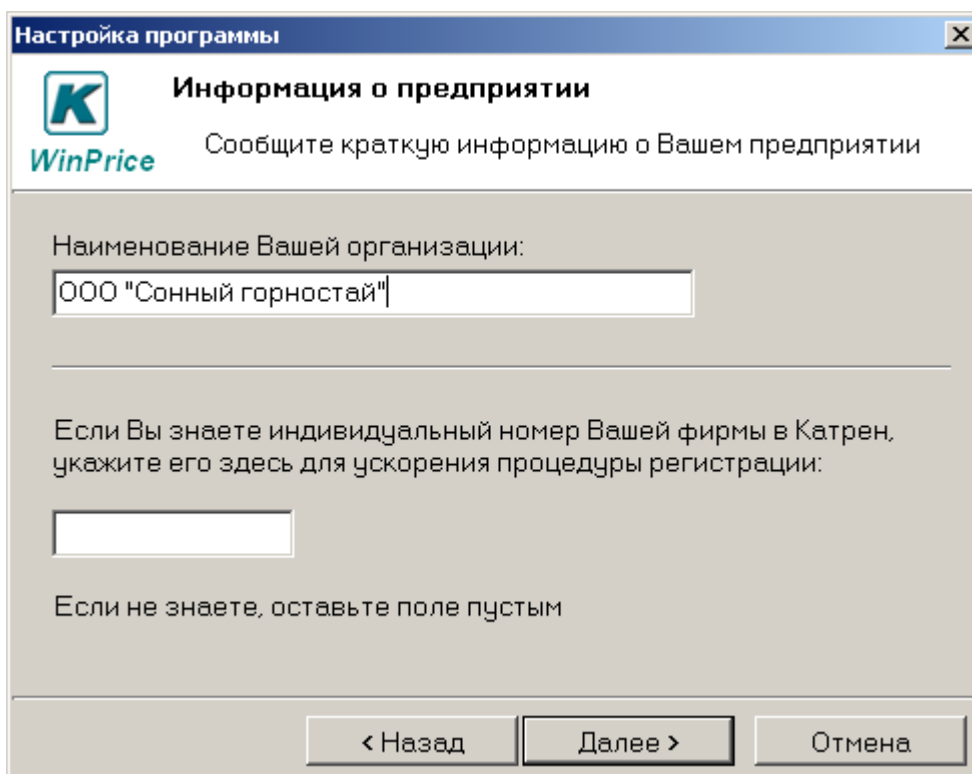 Настройка программы
K
WinPrice
Информация о предприятии
Сообщите краткую информацию о Вашем предприятии
Наименование Вашей организации:
ООО "Сонный горностай"
Если Вы знаете индивидуальный номер Вашей фирмы в Катрен,
укажите его здесь для ускорения процедуры регистрации:
Если не знаете, оставьте поле пустым
< Назад
Далее >
Отмена